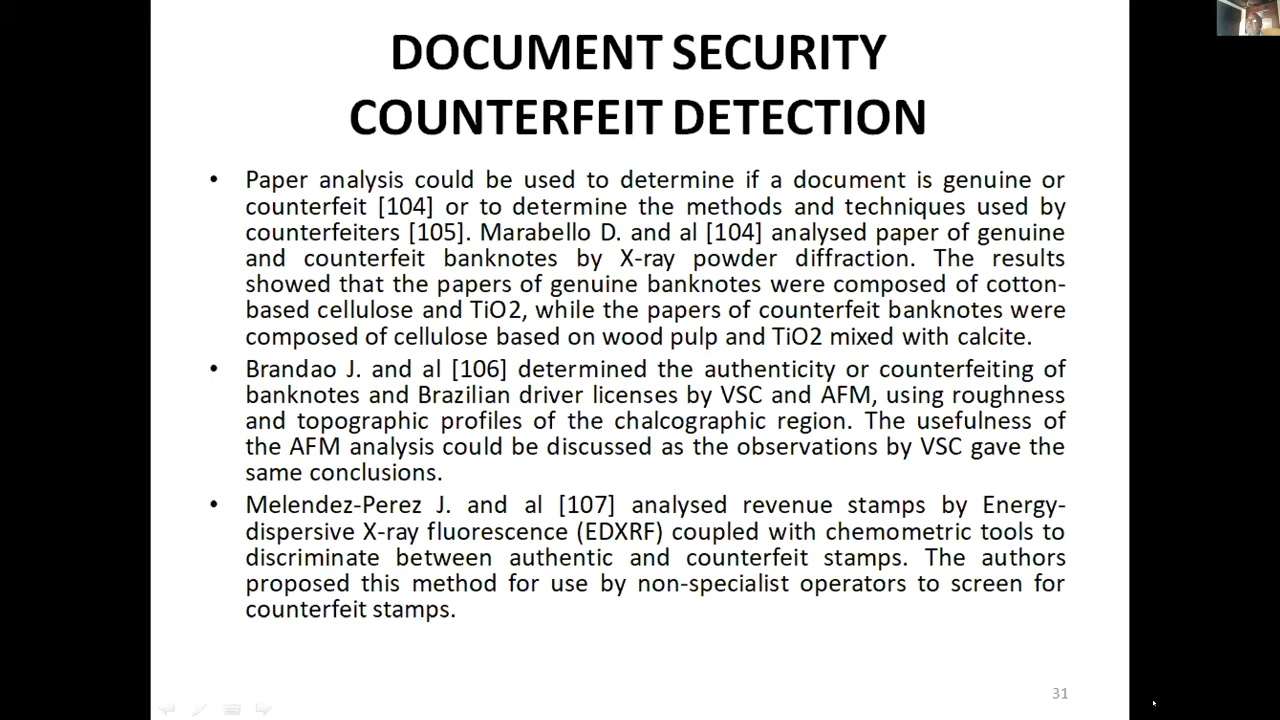 DOCUMENT SECURITY
COUNTERFEIT DETECTION
• Paper analysis could be used to determine if a document is genuine or
counterfeit [104] or to determine the methods and techniques used by
counterfeiters [105]. Marabello D. and al [104] analysed paper of genuine
and counterfeit banknotes by X-ray powder diffraction. The results
showed that the papers of genuine banknotes were composed of cotton-
based cellulose and TiO2, while the papers of counterfeit banknotes were
composed of cellulose based on wood pulp and TiO2 mixed with calcite.
• Brandao J. and al [106] determined the authenticity or counterfeiting of
banknotes and Brazilian driver licenses by VSC and AFM, using roughness
and topographic profiles of the chalcographic region. The usefulness of
the AFM analysis could be discussed as the observations by VSC gave the
same conclusions.
• Melendez-Perez J. and al [107] analysed revenue stamps by Energy-
dispersive X-ray fluorescence (EDXRF) coupled with chemometric tools to
discriminate between authentic and counterfeit stamps. The authors
proposed this method for use by non-specialist operators to screen for
counterfeit stamps.
31